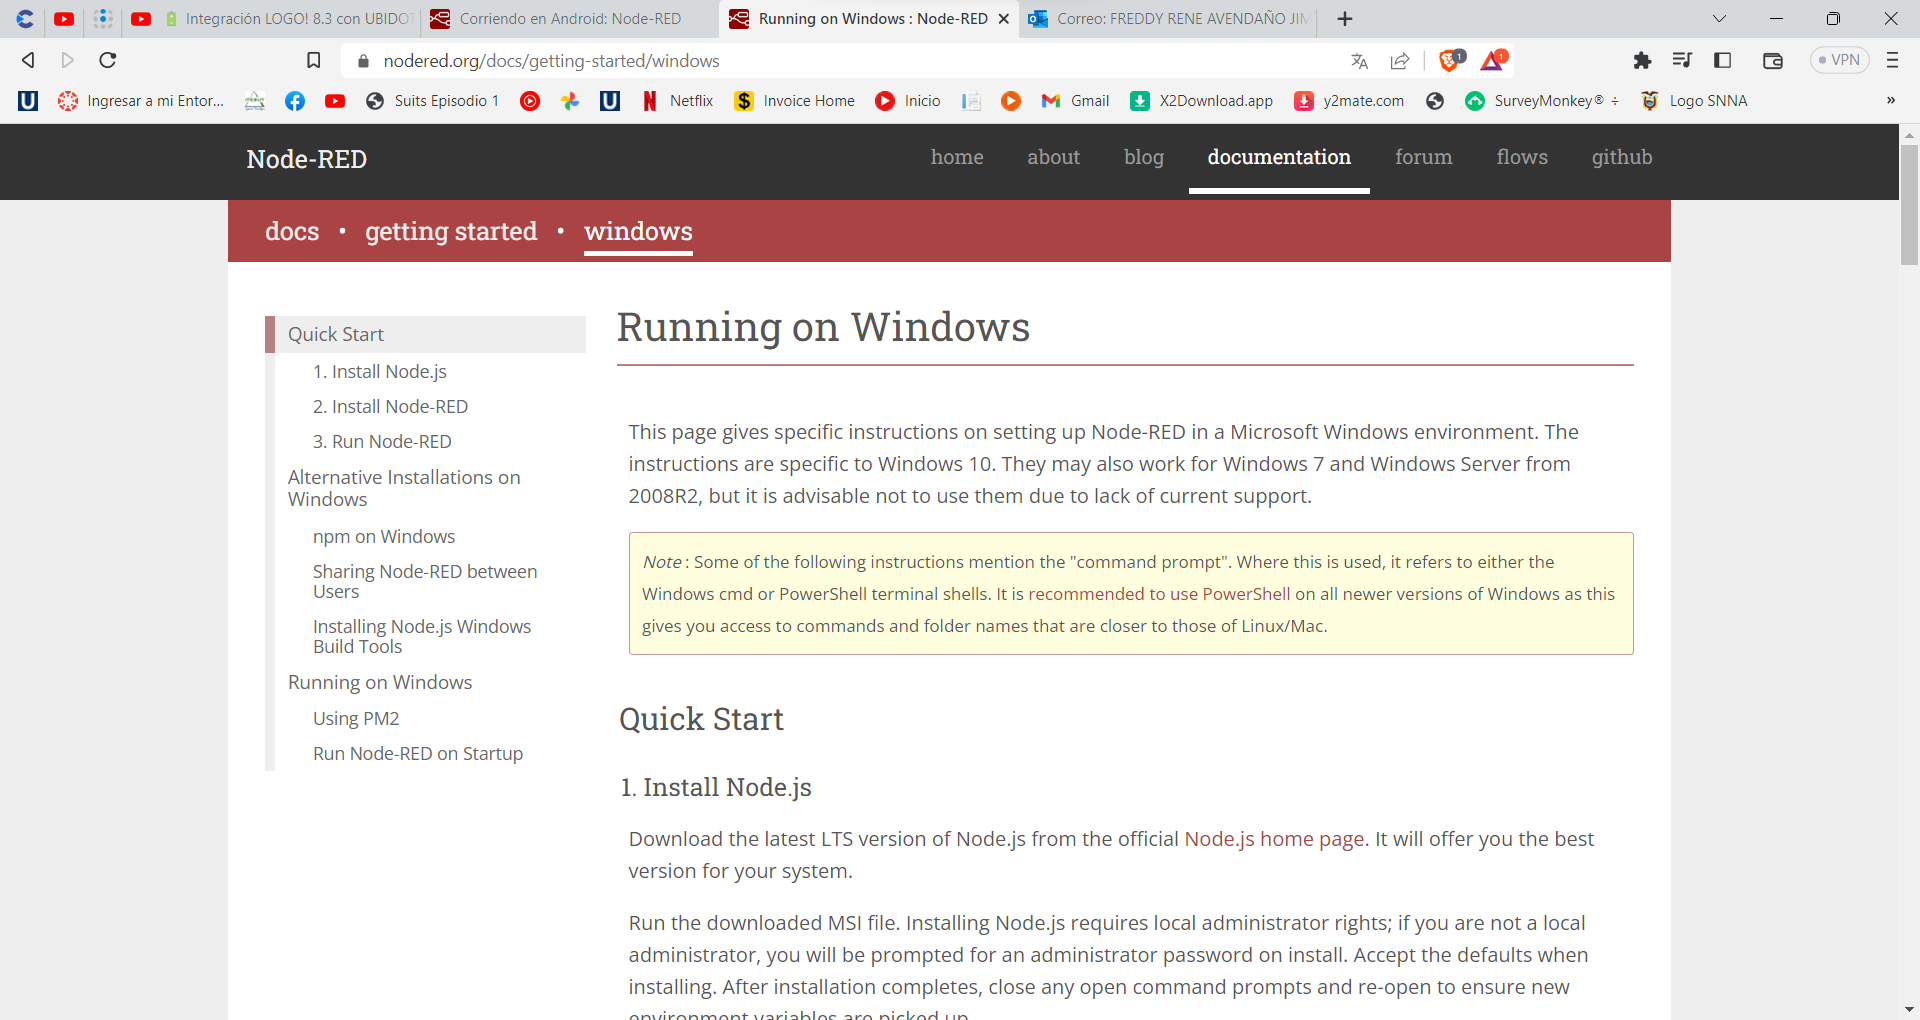 Integración LOGO! 8.3 con UBIDOT
Corriendo en Android: Node-RED
Running on Windows : Node-RED
Correo: FREDDY RENE AVENDAÑO JIM
nodered.org/docs/getting-started/windows
1
1
VPN
Ingresar a mi Entor...
Suits Episodio 1
Netflix
Invoice Home
Inicio
Gmail
X2Download.app
y2mate.com
SurveyMonkey® ÷
Logo SNNA
»
Node-RED
home
about
blog
documentation
forum
flows
github
docs • getting started • windows
Quick Start
1. Install Node.js
2. Install Node-RED
3. Run Node-RED
Alternative Installations on
Windows
npm on Windows
Sharing Node-RED between
Users
Installing Node.js Windows
Build Tools
Running on Windows
Using PM2
Run Node-RED on Startup
Running on Windows
This page gives specific instructions on setting up Node-RED in a Microsoft Windows environment. The
instructions are specific to Windows 10. They may also work for Windows 7 and Windows Server from
2008R2, but it is advisable not to use them due to lack of current support.
Note : Some of the following instructions mention the "command prompt". Where this is used, it refers to either the
Windows cmd or PowerShell terminal shells. It is recommended to use PowerShell on all newer versions of Windows as this
gives you access to commands and folder names that are closer to those of Linux/Mac.
Quick Start
1. Install Node.js
Download the latest LTS version of Node.js from the official Node.js home page. It will offer you the best
version for your system.
Run the downloaded MSI file. Installing Node.js requires local administrator rights; if you are not a local
administrator, you will be prompted for an administrator password on install. Accept the defaults when
installing. After installation completes, close any open command prompts and re-open to ensure new
environment variables are picked up.